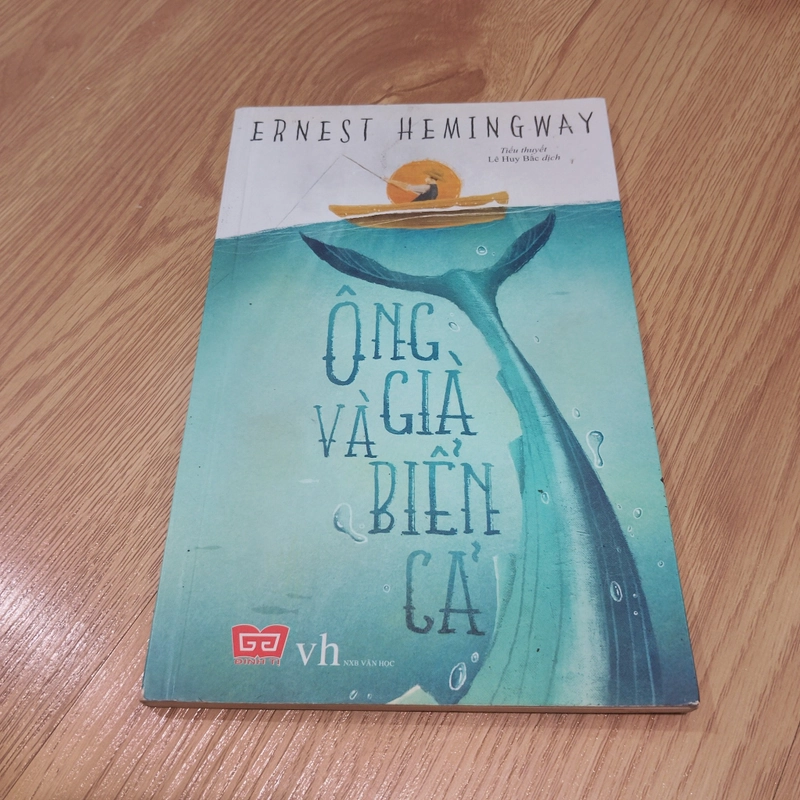 ERNEST HEMINGWAY
Tiểu thuyết
Lê Huy Bắc dịch
ÔNG
GIÀ
VÀ
BIỂN
CẢ
vh
NXB VĂN HỌC